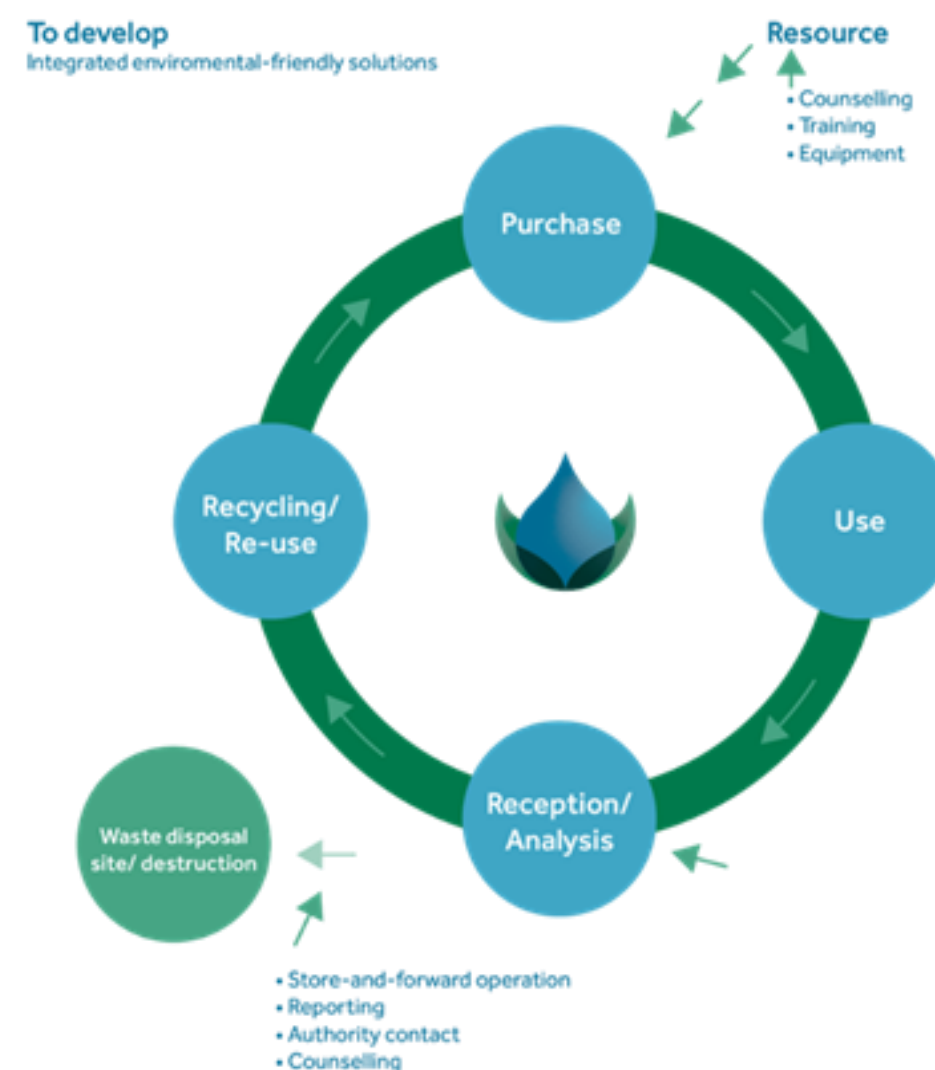 To develop
Integrated enviromental-friendly solutions
Resource
• Counselling
• Training
• Equipment
Purchase
Recycling/
Re-use
Use
Reception/
Analysis
Waste disposal
site/ destruction
• Store-and-forward operation
• Reporting
• Authority contact
• Counselling